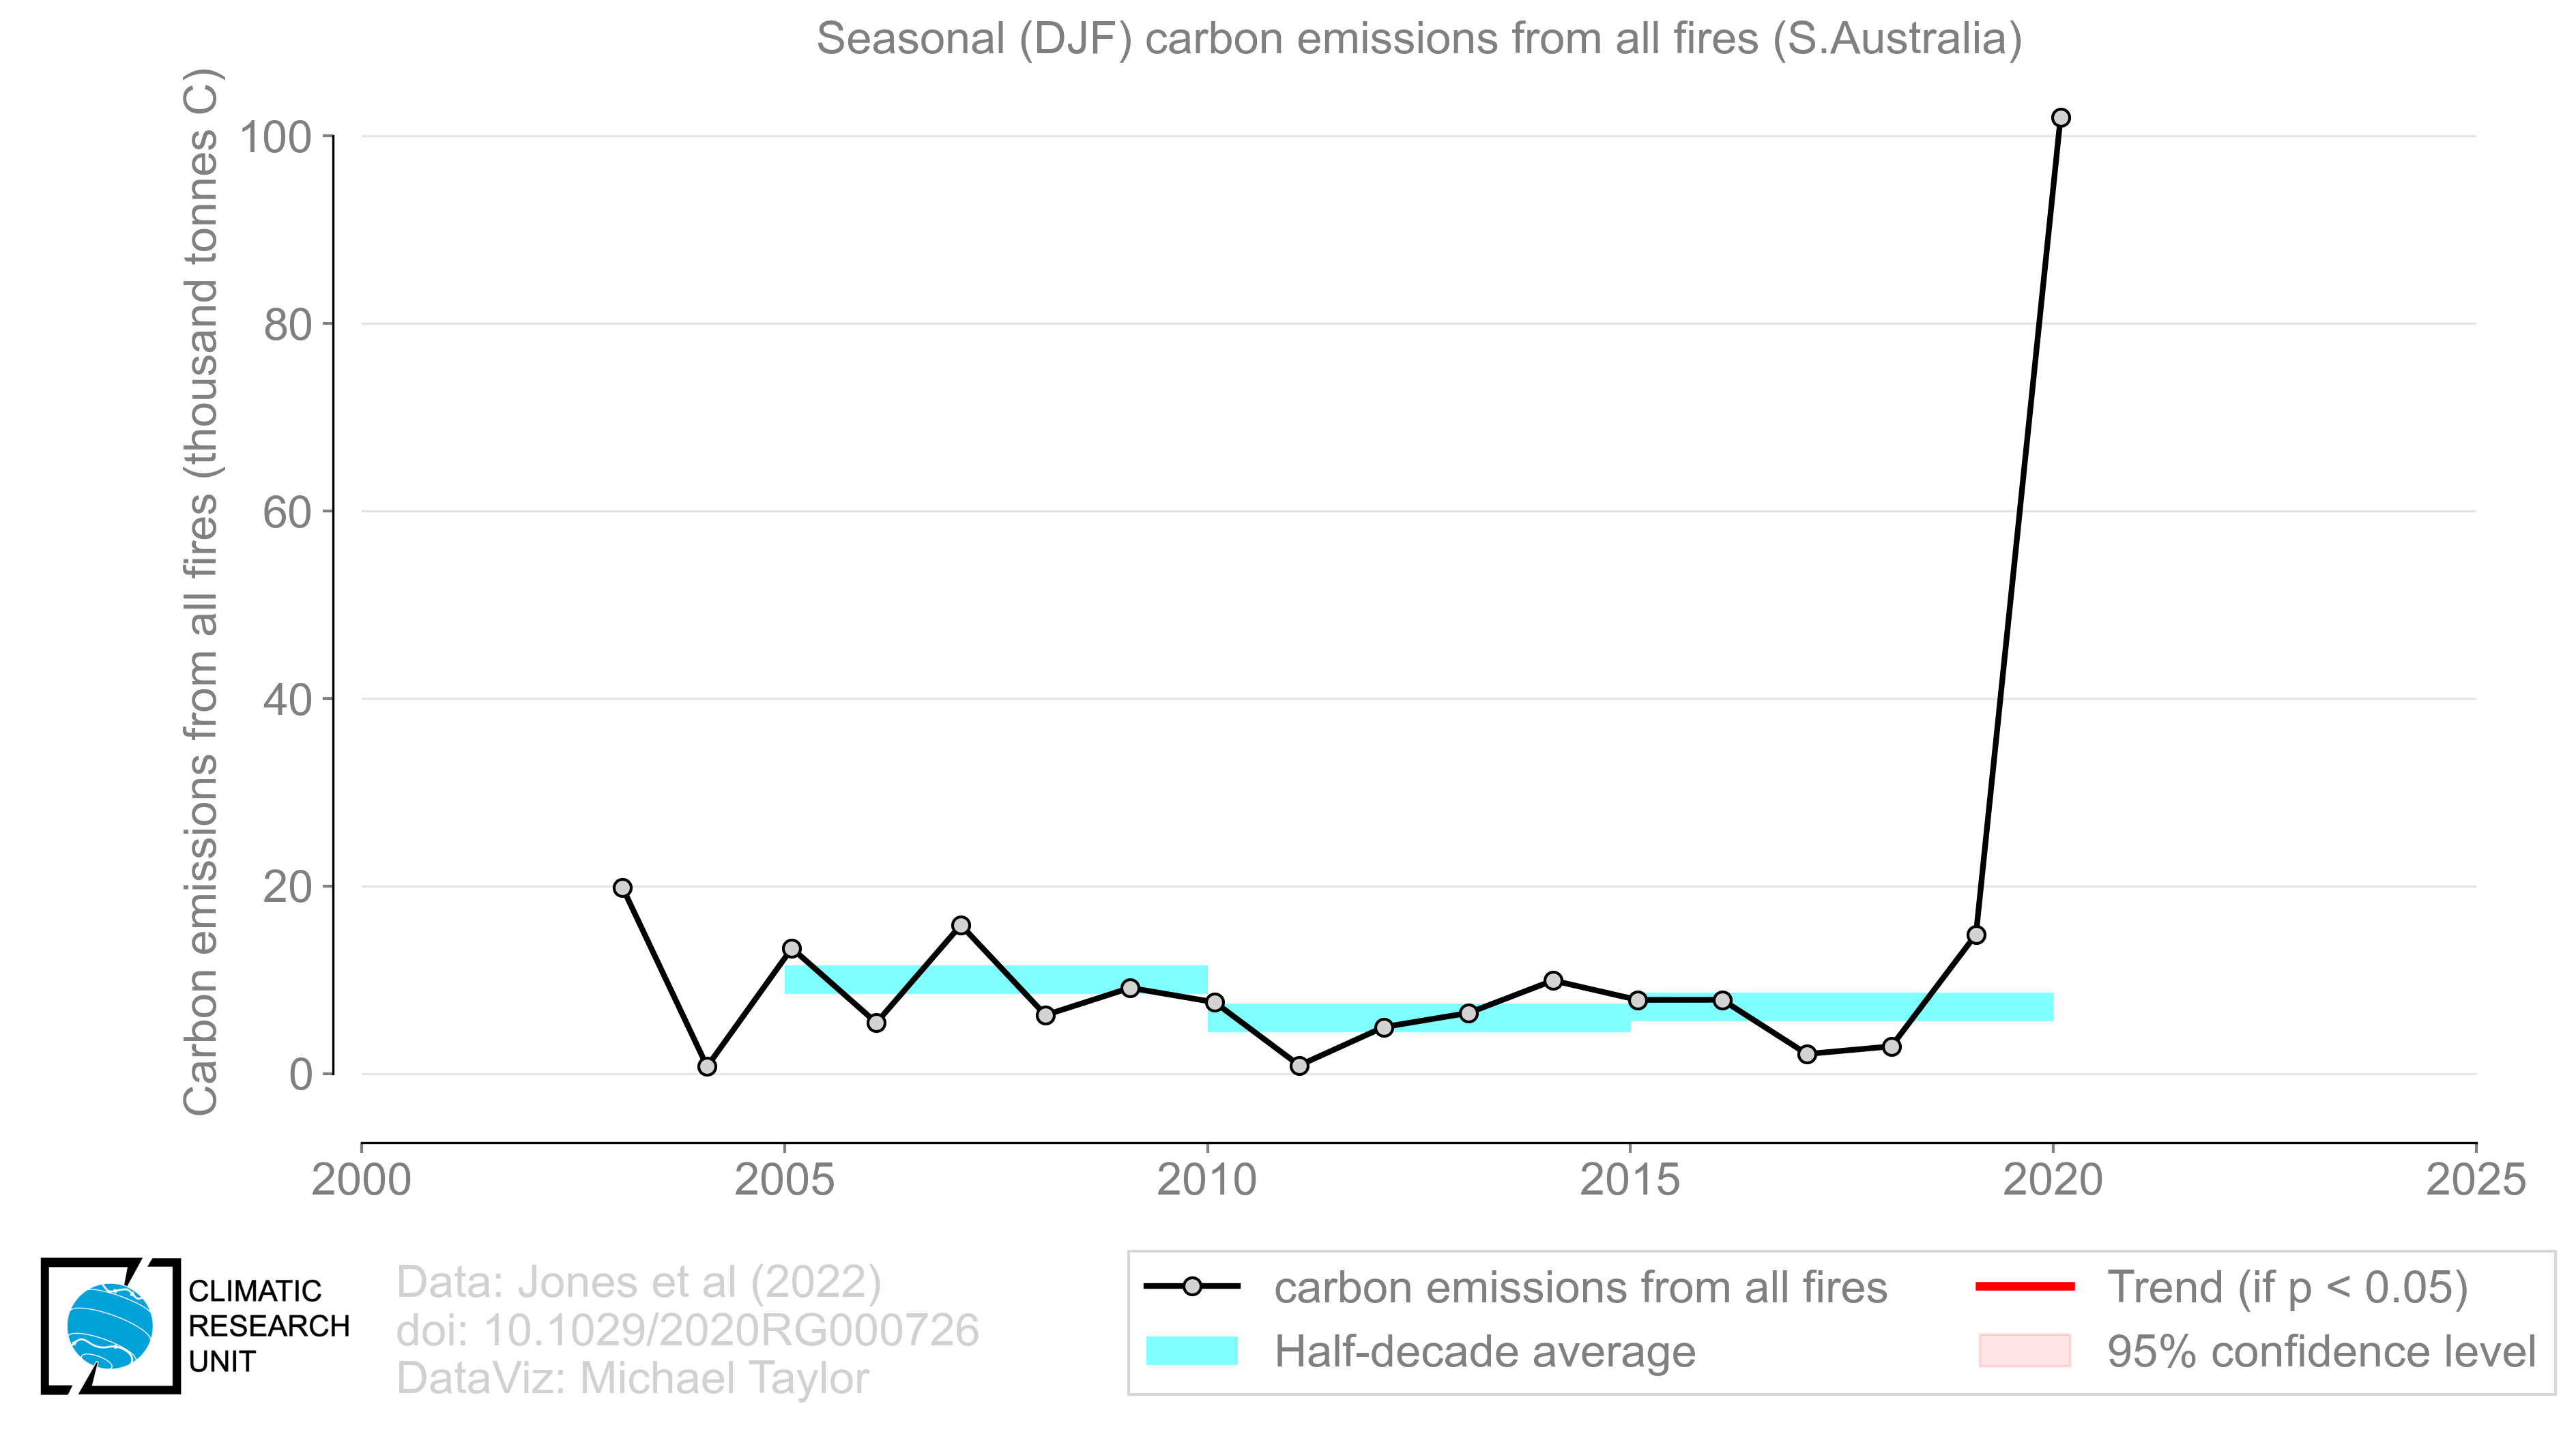 Seasonal (DJF) carbon emissions from all fires (S.Australia)
Carbon emissions from all fires (thousand tonnes C)
100
80
60
40
20
0
2000 2005 2010 2015 2020 2025
CLIMATIC
RESEARCH
UNIT
Data: Jones et al (2022)
doi: 10.1029/2020RG000726
DataViz: Michael Taylor
carbon emissions from all fires
Half-decade average
Trend (if p < 0.05)
95% confidence level